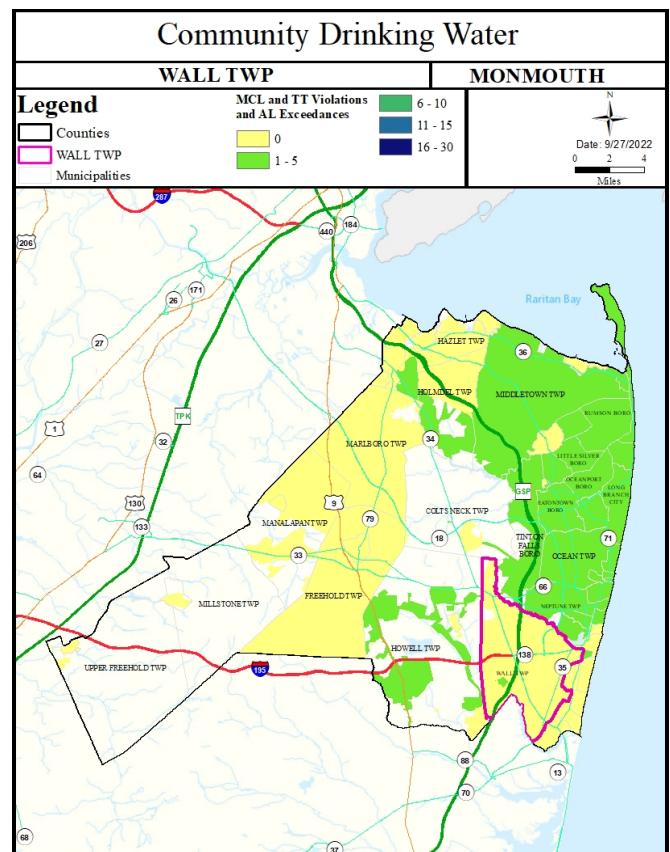 Community Drinking Water
WALL TWP
MONMOUTH
Legend
Counties
WALL TWP
Municipalities
MCL and TT Violations
and AL Exceedances
0
1 - 5
6 - 10
11 - 15
16 - 30
N
Date: 9/27/2022
0 2 4
Miles
287
440
184
206
171
26
Raritan Bay
27
HAZLET TWP
36
HOLMDEL TWP
MIDDLETOWN TWP
RUMSON BORO
TPK
1
32
34
MARLBORO TWP
LITTLE SILVER
BORO
64
OCEANPORT
BORO
LONG
BRANCH
CITY
GSP
130
9
EATONTOWN
BORO
133
79
MANALAPAN TWP
COLTS NECK TWP
18
TINTON
FALLS
BORO
71
33
OCEAN TWP
66
MILLSTONE TWP
FREEHOLD TWP
NEPTUNE TWP
HOWELL TWP
138
UPPER FREEHOLD TWP
195
35
WALL TWP
88
13
70
68
37